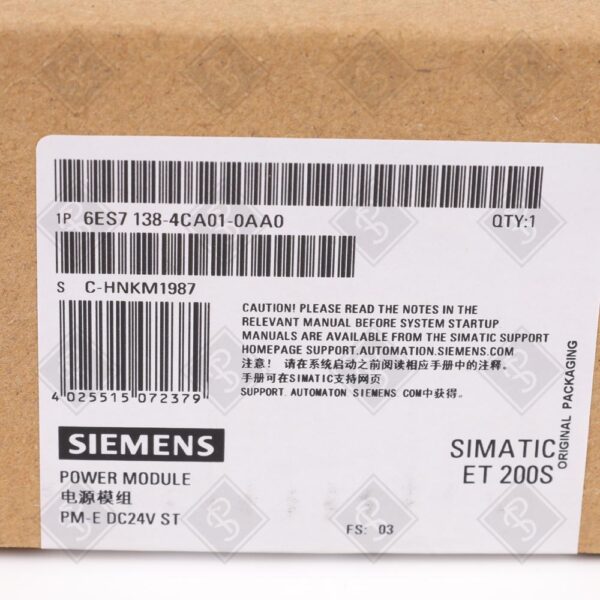 1P 6ES7 138-4CA01-0AA0 QTY:1
S C-HNKM1987
CAUTION! PLEASE READ THE NOTES IN THE
RELEVANT MANUAL BEFORE SYSTEM STARTUP
MANUALS ARE AVAILABLE FROM THE SIMATIC SUPPORT
HOMEPAGE SUPPORT.AUTOMATION.SIEMENS.COM
注意! 请在系统启动之前阅读相应手册中的注释。
手册可在SIMATIC支持网页
SUPPORT. AUTOMATON SIEMENS COM中获得。
4 025515 072379
ORIGINAL PACKAGING
SIEMENS
SIMATIC
ET 200S
POWER MODULE
电源模组
PM-E DC24V ST
FS: 03